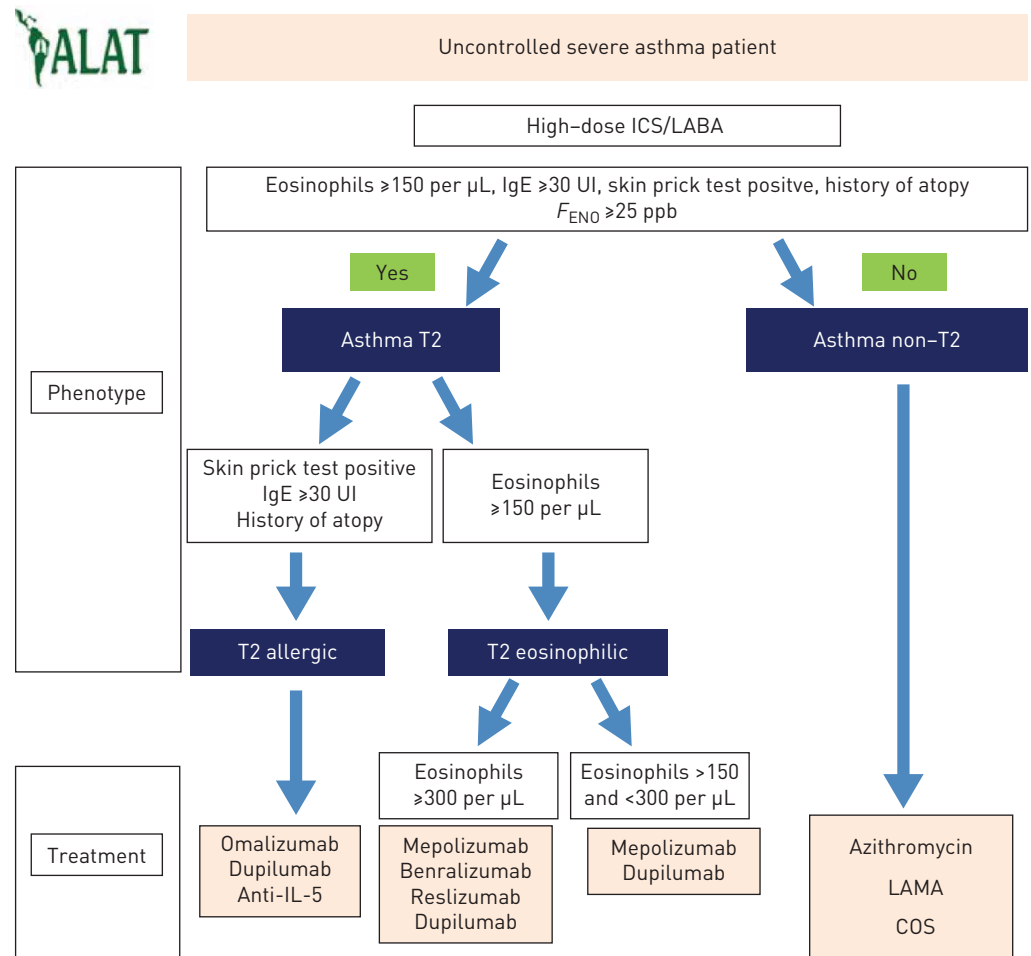 ALAT
Uncontrolled severe asthma patient
High–dose ICS/LABA
Eosinophils ⩾150 per μL, IgE ⩾30 UI, skin prick test positve, history of atopy
FENO ⩾25 ppb
Yes
No
Asthma T2
Asthma non–T2
Phenotype
Skin prick test positive
IgE ⩾30 UI
History of atopy
Eosinophils
⩾150 per μL
T2 allergic
T2 eosinophilic
Eosinophils
⩾300 per μL
Eosinophils >150
and <300 per μL
Treatment
Omalizumab
Dupilumab
Anti-IL-5
Mepolizumab
Benralizumab
Reslizumab
Dupilumab
Mepolizumab
Dupilumab
Azithromycin
LAMA
COS